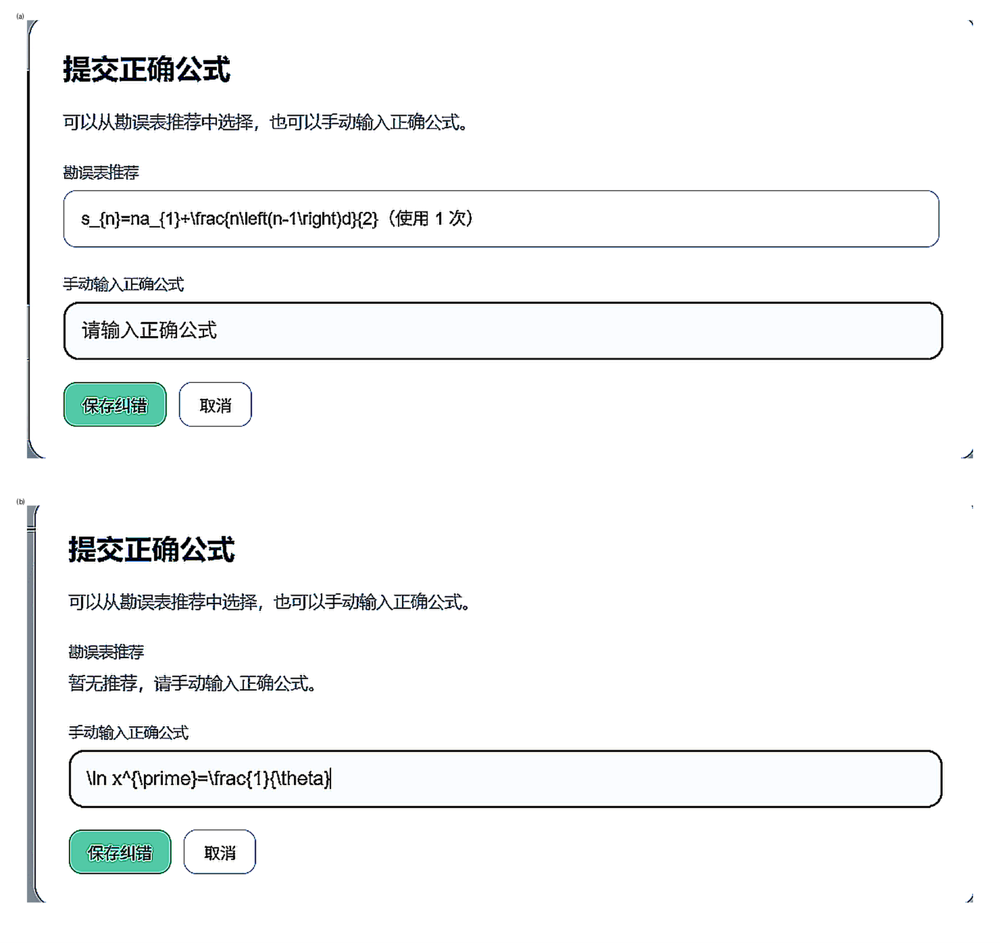 (a)
提交正确公式
可以从勘误表推荐中选择，也可以手动输入正确公式。
勘误表推荐
s_{n}=na_{1}+\frac{n\left(n-1\right)d}{2}（使用 1 次）
手动输入正确公式
请输入正确公式
保存纠错 取消
(b)
提交正确公式
可以从勘误表推荐中选择，也可以手动输入正确公式。
勘误表推荐
暂无推荐，请手动输入正确公式。
手动输入正确公式
\ln x^{\prime}=\frac{1}{\theta}
保存纠错 取消